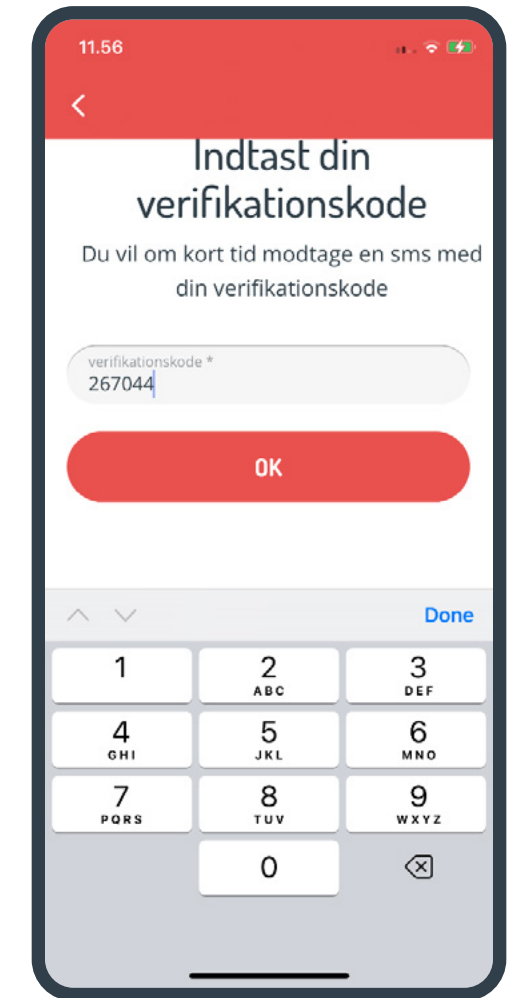 11.56
Indtast din
verifikationskode
Du vil om kort tid modtage en sms med
din verifikationskode
verifikationskode *
267044
OK
Done
1 2 3
ABC DEF
4 5 6
GHI JKL MNO
7 8 9
PQRS TUV WXYZ
0